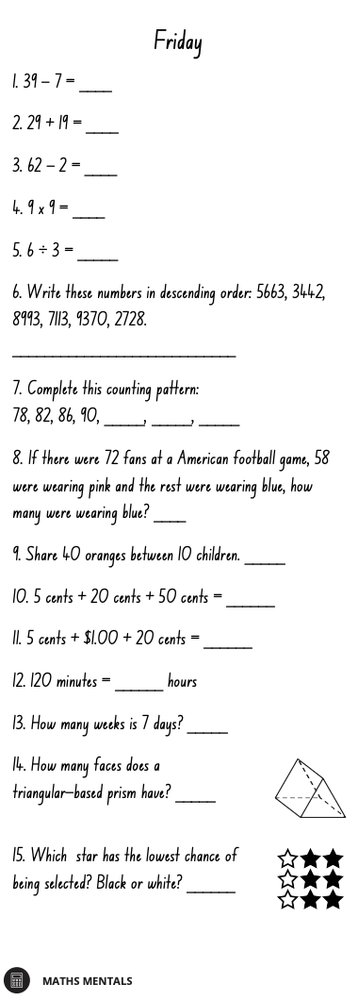 Friday
1. 39 – 7 = ____
2. 29 + 19 = ____
3. 62 – 2 = ____
4. 9 x 9 = ____
5. 6 ÷ 3 = _____
6. Write these numbers in descending order: 5663, 3442,
8993, 7113, 9370, 2728.
____________________________
7. Complete this counting pattern:
78, 82, 86, 90, _____, _____, _____
8. If there were 72 fans at a American football game, 58
were wearing pink and the rest were wearing blue, how
many were wearing blue? ____
9. Share 40 oranges between 10 children. _____
10. 5 cents + 20 cents + 50 cents = ______
11. 5 cents + $1.00 + 20 cents = ______
12. 120 minutes = ______ hours
13. How many weeks is 7 days? _____
14. How many faces does a
triangular–based prism have? _____
15. Which star has the lowest chance of
being selected? Black or white? ______
MATHS MENTALS